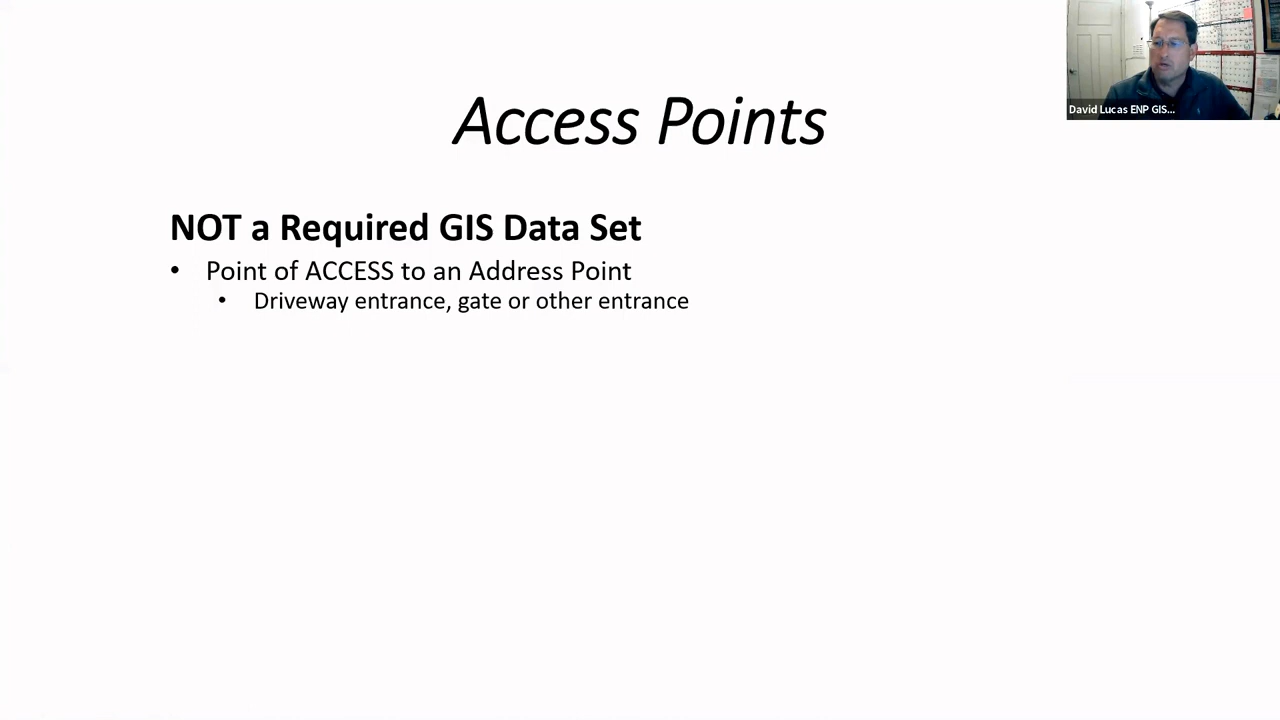 David Lucas ENP GIS...
Access Points
NOT a Required GIS Data Set
• Point of ACCESS to an Address Point
• Driveway entrance, gate or other entrance